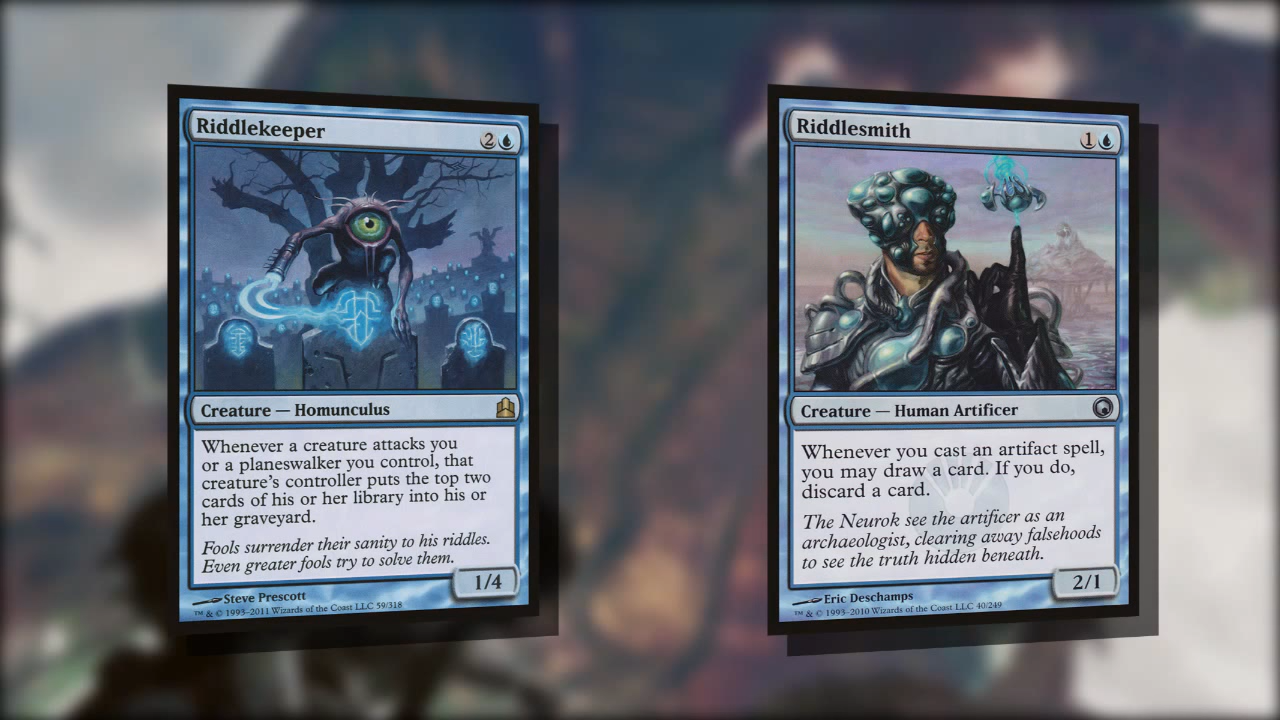 Riddlekeeper
2
Creature — Homunculus
Whenever a creature attacks you
or a planeswalker you control, that
creature's controller puts the top two
cards of his or her library into his or
her graveyard.
Fools surrender their sanity to his riddles.
Even greater fools try to solve them.
1/4
Steve Prescott
™ & © 1993–2011 Wizards of the Coast LLC 59/318
Riddlesmith
1
Creature — Human Artificer
Whenever you cast an artifact spell,
you may draw a card. If you do,
discard a card.
The Neurok see the artificer as an
archaeologist, clearing away falsehoods
to see the truth hidden beneath.
2/1
Eric Deschamps
™ & © 1993–2010 Wizards of the Coast LLC 40/249